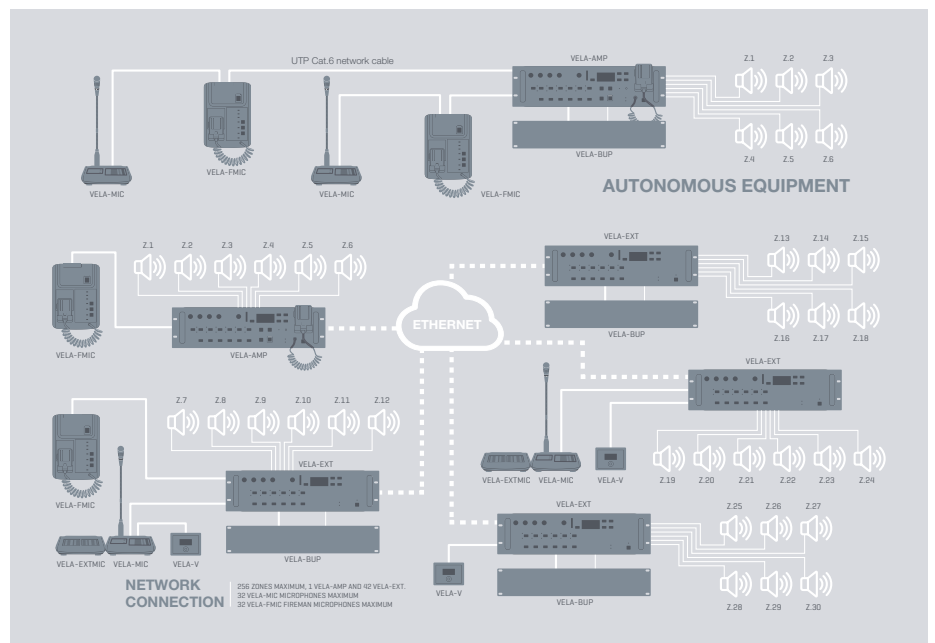 UTP Cat.6 network cable
VELA-AMP
Z.1 Z.2 Z.3
VELA-MIC
VELA-FMIC
VELA-MIC
VELA-FMIC
VELA-BUP
Z.4 Z.5 Z.6
AUTONOMOUS EQUIPMENT
Z.1 Z.2 Z.3 Z.4 Z.5 Z.6
VELA-FMIC
VELA-AMP
ETHERNET
VELA-EXT
Z.13 Z.14 Z.15
VELA-BUP
Z.16 Z.17 Z.18
VELA-EXT
VELA-EXTMIC VELA-MIC VELA-V
Z.19 Z.20 Z.21 Z.22 Z.23 Z.24
Z.7 Z.8 Z.9 Z.10 Z.11 Z.12
VELA-FMIC
VELA-EXT
VELA-EXTMIC VELA-MIC VELA-V
VELA-BUP
VELA-EXT
Z.25 Z.26 Z.27
VELA-V
VELA-BUP
Z.28 Z.29 Z.30
NETWORK
CONNECTION
256 ZONES MAXIMUM, 1 VELA-AMP AND 42 VELA-EXT.
32 VELA-MIC MICROPHONES MAXIMUM
32 VELA-FMIC FIREMAN MICROPHONES MAXIMUM